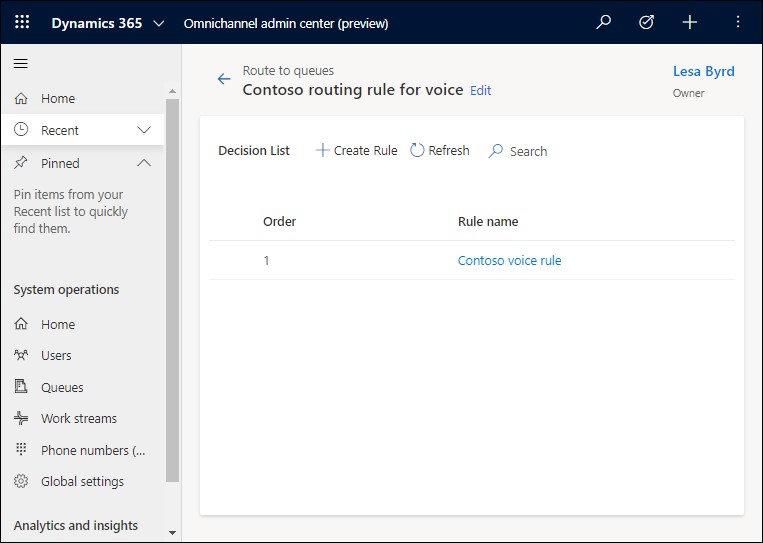 Dynamics 365 Omnichannel admin center (preview)
Home
Recent
Pinned
Pin items from your
Recent list to quickly
find them.
System operations
Home
Users
Queues
Work streams
Phone numbers (...
Global settings
Analytics and insights
Route to queues
Contoso routing rule for voice Edit
Lesa Byrd
Owner
Decision List Create Rule Refresh Search
Order Rule name
1 Contoso voice rule